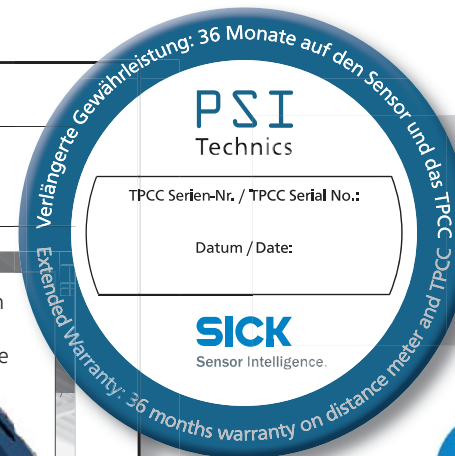 Verlängerte Gewährleistung: 36 Monate auf den Sensor und das TPCC
PSI
Technics
TPCC Serien-Nr. / TPCC Serial No.:
Datum / Date:
SICK
Sensor Intelligence.
Extended Warranty: 36 months warranty on distance meter and TPCC